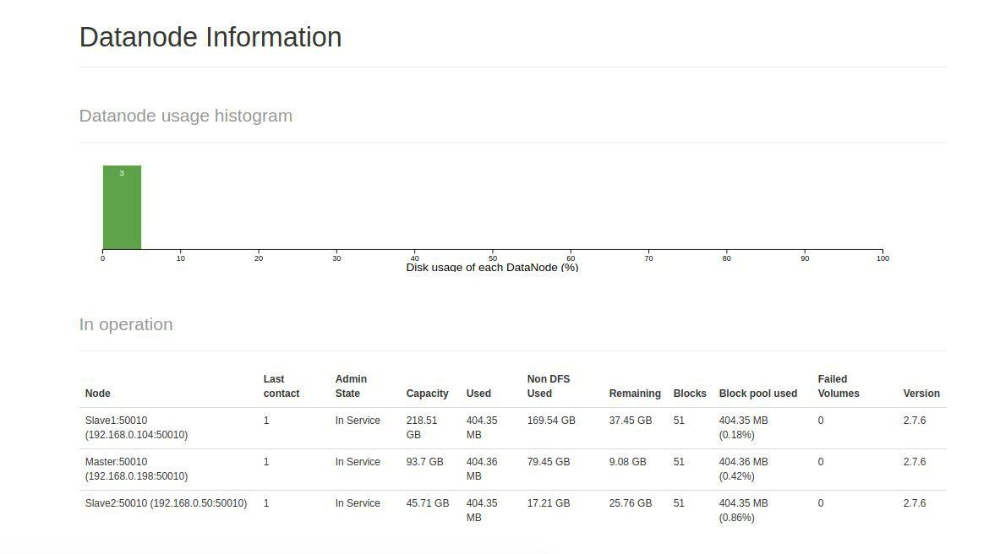 Datanode Information
Datanode usage histogram
3
0 10 20 30 40 50 60 70 80 90 100
Disk usage of each DataNode (%)
In operation
Node Last contact Admin State Capacity Used Non DFS Used Remaining Blocks Block pool used Failed Volumes Version
Slave1:50010 (192.168.0.104:50010) 1 In Service 218.51 GB 404.35 MB 169.54 GB 37.45 GB 51 404.35 MB (0.18%) 0 2.7.6
Master:50010 (192.168.0.198:50010) 1 In Service 93.7 GB 404.36 MB 79.45 GB 9.08 GB 51 404.36 MB (0.42%) 0 2.7.6
Slave2:50010 (192.168.0.50:50010) 1 In Service 45.71 GB 404.35 MB 17.21 GB 25.76 GB 51 404.35 MB (0.86%) 0 2.7.6